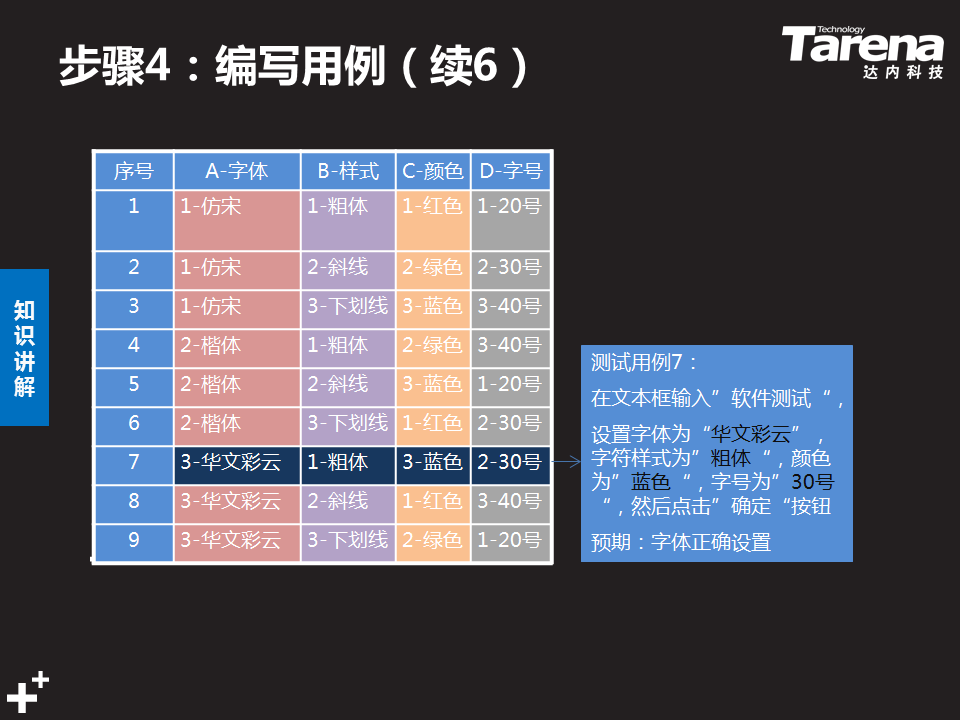 步骤4：编写用例（续6）
Technology
Tarena
达内科技
知识讲解
序号 A-字体 B-样式 C-颜色 D-字号
1 1-仿宋 1-粗体 1-红色 1-20号
2 1-仿宋 2-斜线 2-绿色 2-30号
3 1-仿宋 3-下划线 3-蓝色 3-40号
4 2-楷体 1-粗体 2-绿色 3-40号
5 2-楷体 2-斜线 3-蓝色 1-20号
6 2-楷体 3-下划线 1-红色 2-30号
7 3-华文彩云 1-粗体 3-蓝色 2-30号
8 3-华文彩云 2-斜线 1-红色 3-40号
9 3-华文彩云 3-下划线 2-绿色 1-20号
测试用例7：
在文本框输入”软件测试“，
设置字体为“华文彩云”，
字符样式为”粗体“，颜色
为”蓝色“，字号为”30号
“，然后点击”确定“按钮
预期：字体正确设置